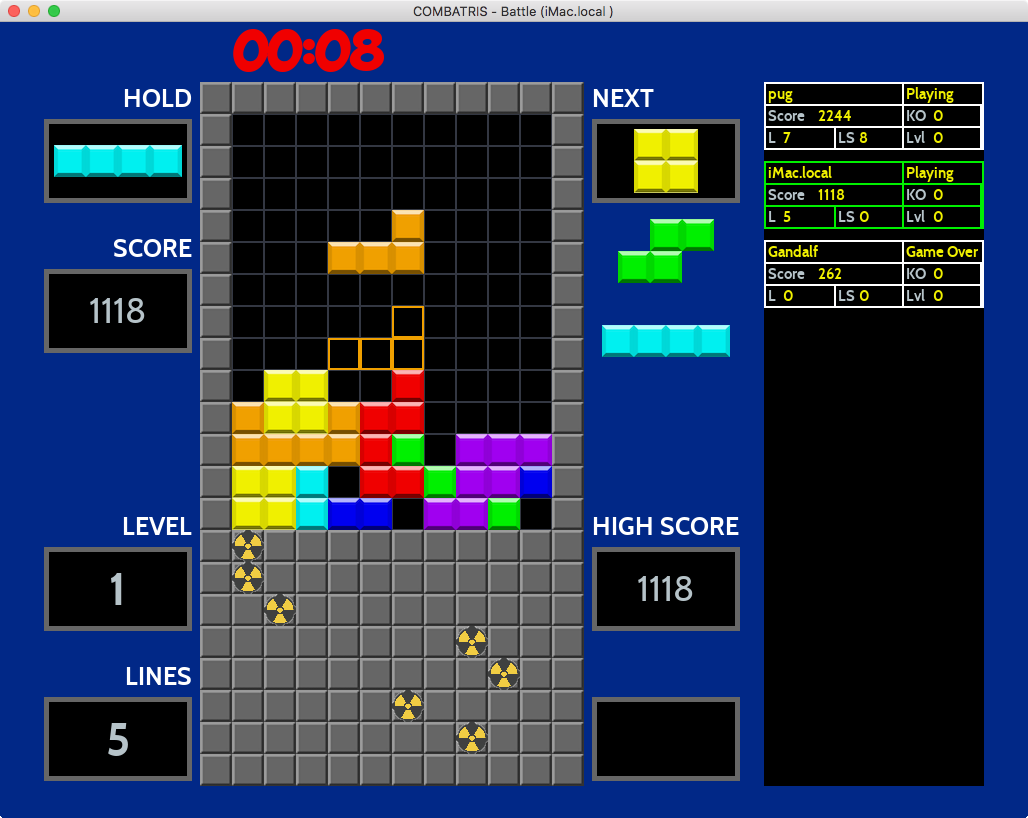 COMBATRIS - Battle (iMac.local )
00:08
HOLD
SCORE
1118
LEVEL
1
LINES
5
NEXT
HIGH SCORE
1118
pug Playing
Score 2244 KO 0
L 7 LS 8 Lvl 0
iMac.local Playing
Score 1118 KO 0
L 5 LS 0 Lvl 0
Gandalf Game Over
Score 262 KO 0
L 0 LS 0 Lvl 0